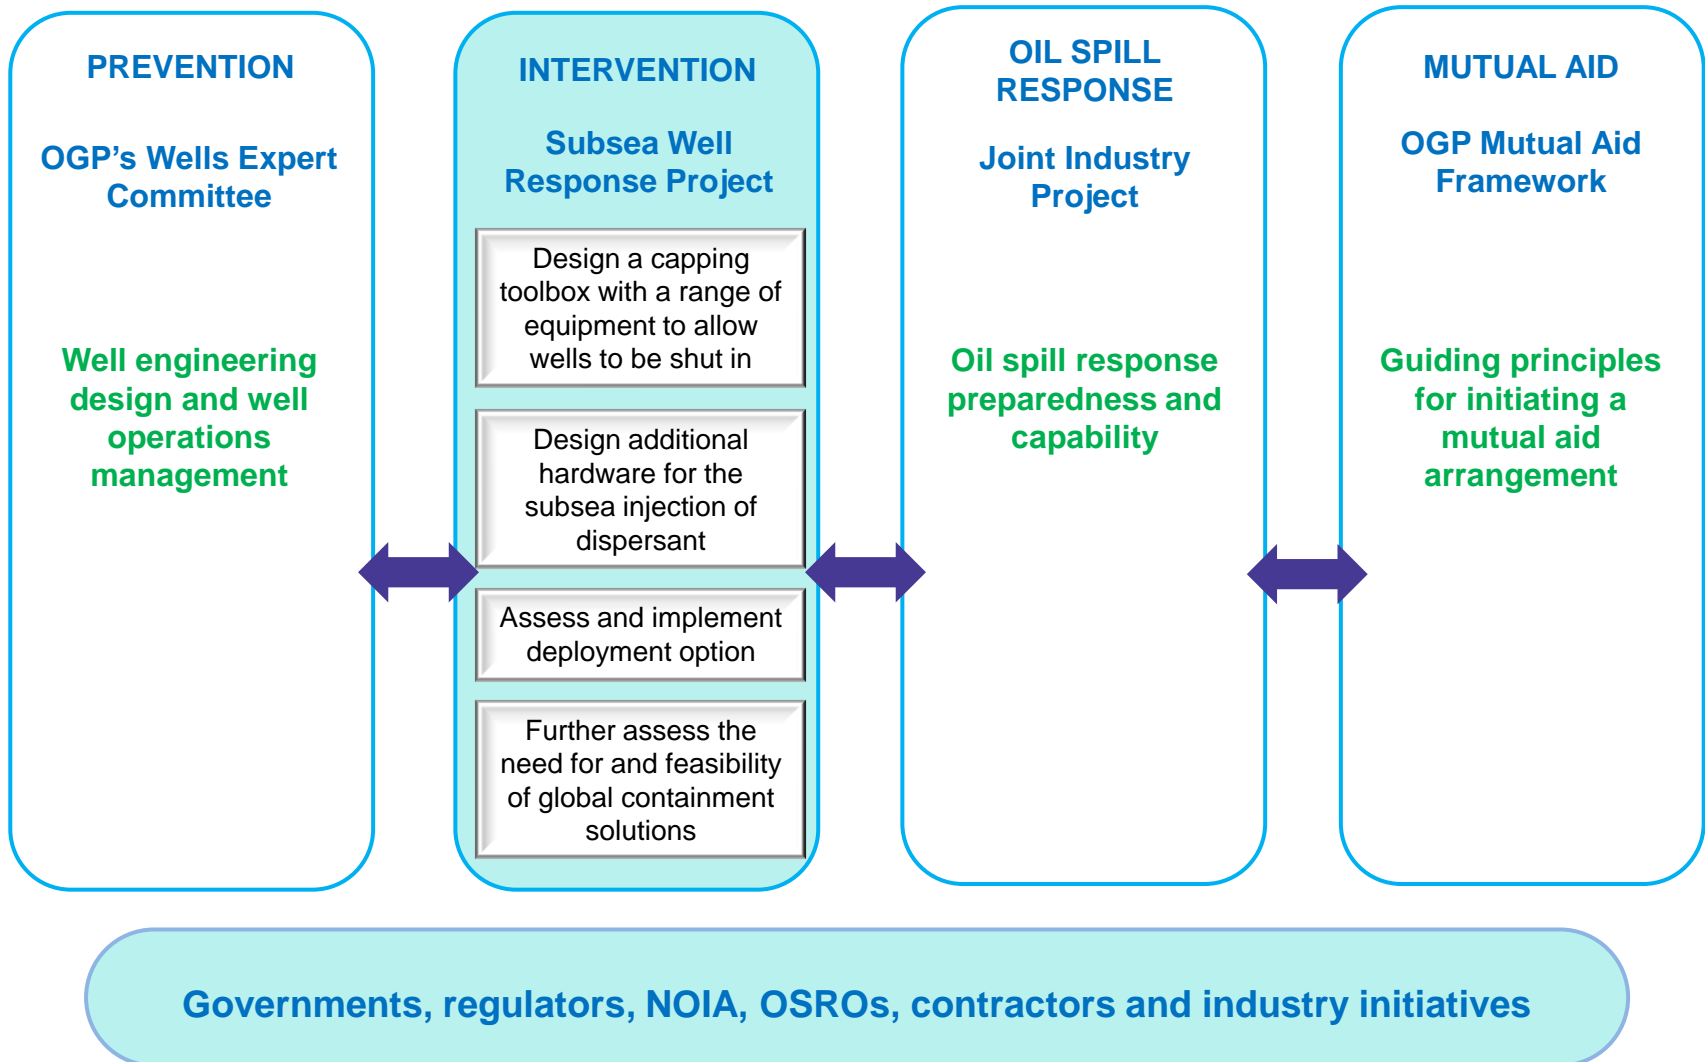 PREVENTION
OGP’s Wells Expert
Committee
Well engineering
design and well
operations
management
INTERVENTION
Subsea Well
Response Project
Design a capping
toolbox with a range of
equipment to allow
wells to be shut in
Design additional
hardware for the
subsea injection of
dispersant
Assess and implement
deployment option
Further assess the
need for and feasibility
of global containment
solutions
OIL SPILL
RESPONSE
Joint Industry
Project
Oil spill response
preparedness and
capability
MUTUAL AID
OGP Mutual Aid
Framework
Guiding principles
for initiating a
mutual aid
arrangement
Governments, regulators, NOIA, OSROs, contractors and industry initiatives